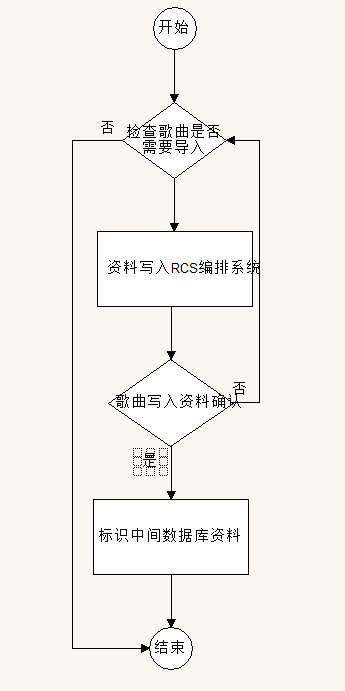 开始
否
检查歌曲是否
需要导入
资料写入RCS编排系统
否
歌曲写入资料确认
是
标识中间数据库资料
结束